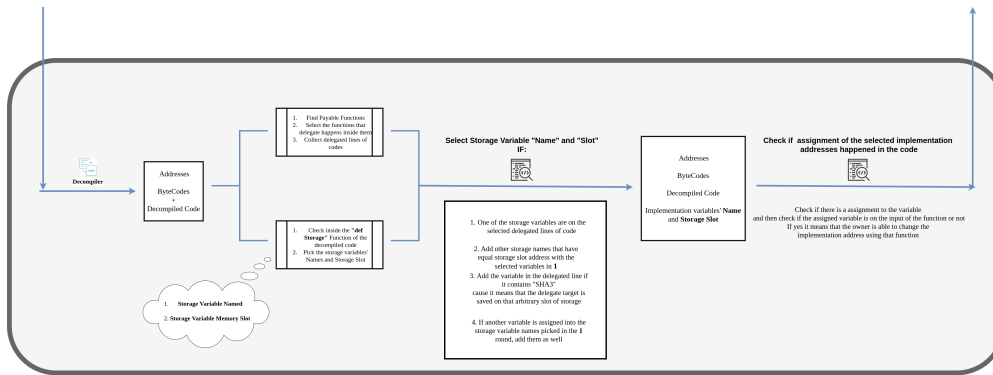 Decompiler
Addresses
ByteCodes
+
Decompiled Code
1. Find Payable Functions
2. Select the functions that
delegate happens inside them
3. Collect delegated lines of
codes
1. Check inside the "def
Storage" Function of the
decompiled code
2. Pick the storage variables'
Names and Storage Slot
1. Storage Variable Named
2. Storage Variable Memory Slot
Select Storage Variable "Name" and "Slot"
IF:
1. One of the storage variables are on the
selected delegated lines of code
2. Add other storage names that have
equal storage slot address with the
selected variables in 1
3. Add the variable in the delegated line if
it contains "SHA3"
cause it means that the delegate target is
saved on that arbitrary slot of storage
4. If another variable is assigned into the
storage variable names picked in the 1
round, add them as well
Addresses
ByteCodes
Decompiled Code
Implementation variables' Name
and Storage Slot
Check if assignment of the selected implementation
addresses happened in the code
Check if there is a assignment to the variable
and then check if the assigned variable is on the input of the function or not
If yes it means that the owner is able to change the
implementation address using that function